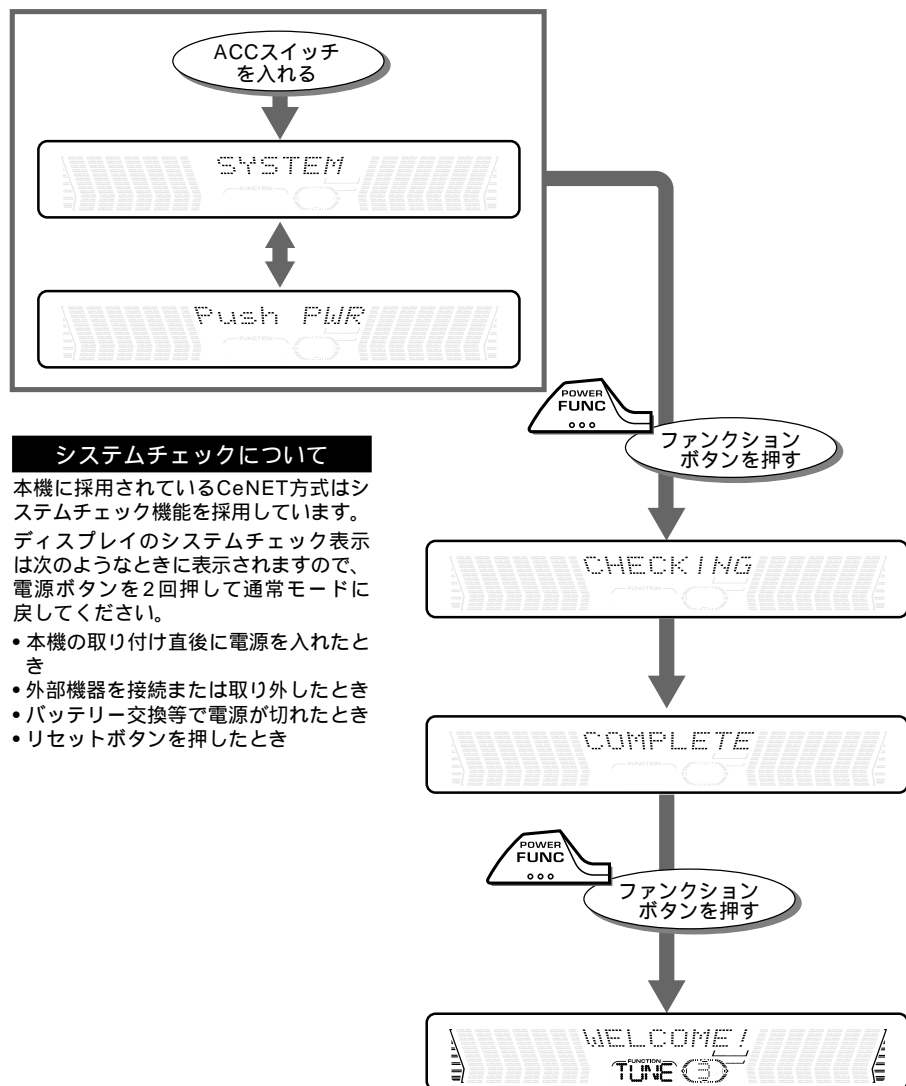 ACCスイッチ
を入れる
SYSTEM
FUNCTION
Push PWR
FUNCTION
POWER
FUNC
ファンクション
ボタンを押す
システムチェックについて
本機に採用されているCeNET方式はシ
ステムチェック機能を採用しています。
ディスプレイのシステムチェック表示
は次のようなときに表示されますので、
電源ボタンを2回押して通常モードに
戻してください。
• 本機の取り付け直後に電源を入れたと
き
• 外部機器を接続または取り外したとき
• バッテリー交換等で電源が切れたとき
• リセットボタンを押したとき
CHECKING
FUNCTION
COMPLETE
FUNCTION
POWER
FUNC
ファンクション
ボタンを押す
WELCOME!
FUNCTION
TUNE 3